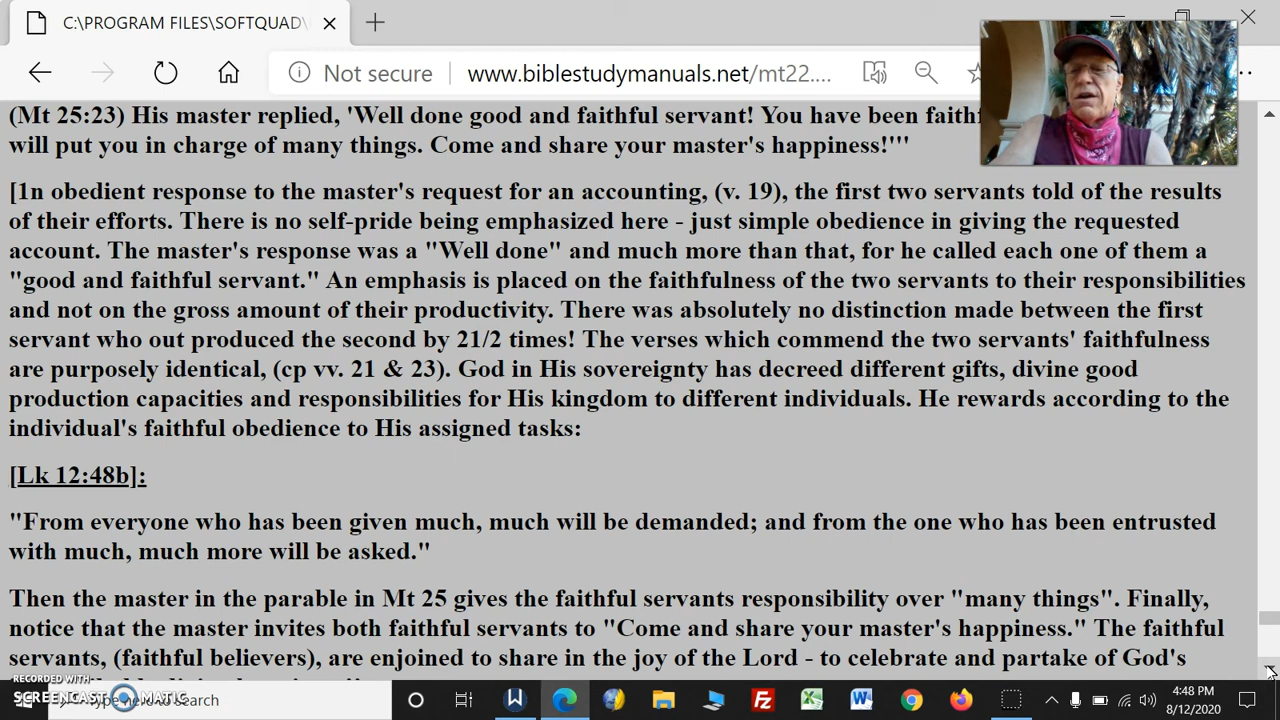 C:\PROGRAM FILES\SOFTQUAD\
Not secure www.biblestudymanuals.net/mt22....
(Mt 25:23) His master replied, 'Well done good and faithful servant! You have been
will put you in charge of many things. Come and share your master's happiness!'''
[1n obedient response to the master's request for an accounting, (v. 19), the first two servants told of the results
of their efforts. There is no self-pride being emphasized here - just simple obedience in giving the requested
account. The master's response was a "Well done" and much more than that, for he called each one of them a
"good and faithful servant." An emphasis is placed on the faithfulness of the two servants to their responsibilities
and not on the gross amount of their productivity. There was absolutely no distinction made between the first
servant who out produced the second by 21/2 times! The verses which commend the two servants' faithfulness
are purposely identical, (cp vv. 21 & 23). God in His sovereignty has decreed different gifts, divine good
production capacities and responsibilities for His kingdom to different individuals. He rewards according to the
individual's faithful obedience to His assigned tasks:
[Lk 12:48b]:
"From everyone who has been given much, much will be demanded; and from the one who has been entrusted
with much, much more will be asked."
Then the master in the parable in Mt 25 gives the faithful servants responsibility over "many things". Finally,
notice that the master invites both faithful servants to "Come and share your master's happiness." The faithful
servants, (faithful believers), are enjoined to share in the joy of the Lord - to celebrate and partake of God's
RECORDED WITH
SCREENCAST MATIC
Type here to search
4:48 PM
8/12/2020